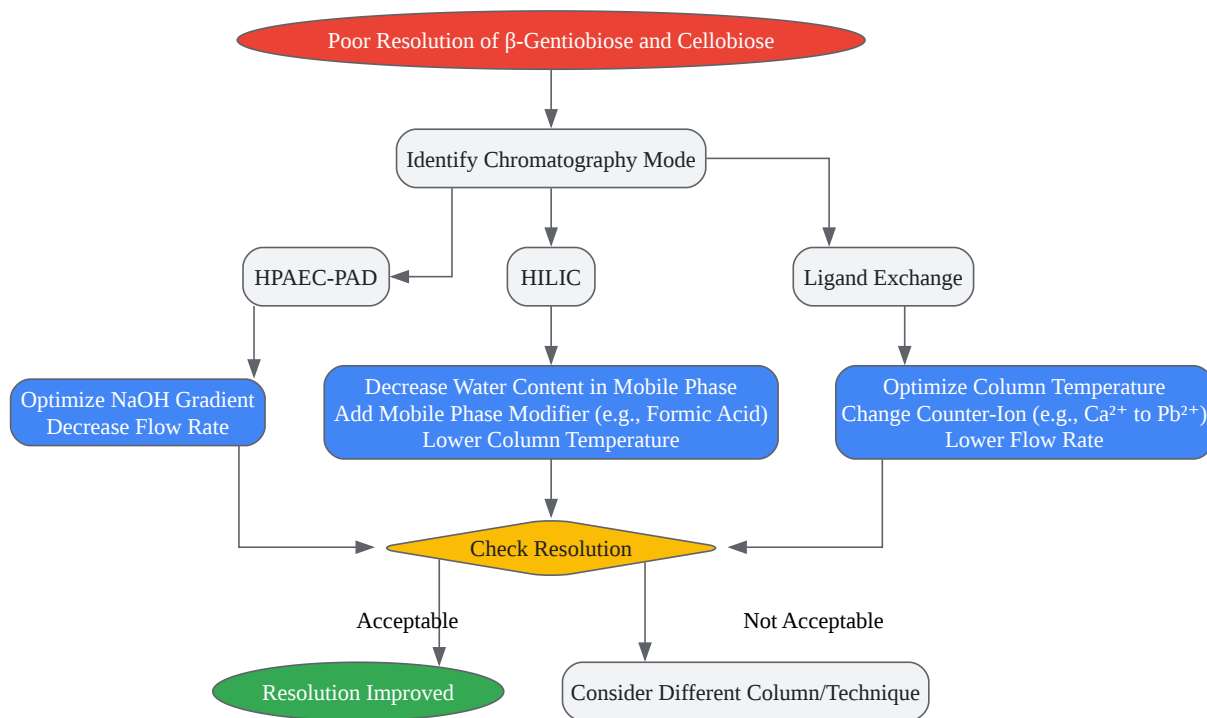 Poor Resolution of β-Gentiobiose and Cellobiose
Identify Chromatography Mode
HPAEC-PAD
HILIC
Ligand Exchange
Optimize NaOH Gradient
Decrease Flow Rate
Decrease Water Content in Mobile Phase
Add Mobile Phase Modifier (e.g., Formic Acid)
Lower Column Temperature
Optimize Column Temperature
Change Counter-Ion (e.g., Ca²⁺ to Pb²⁺)
Lower Flow Rate
Check Resolution
Acceptable
Not Acceptable
Resolution Improved
Consider Different Column/Technique